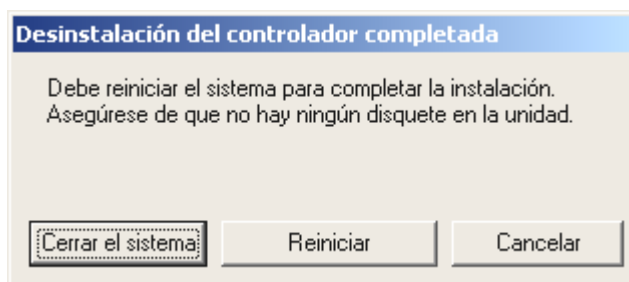 Desinstalación del controlador completada
Debe reiniciar el sistema para completar la instalación.
Asegúrese de que no hay ningún disquete en la unidad.
Cerrar el sistema Reiniciar Cancelar